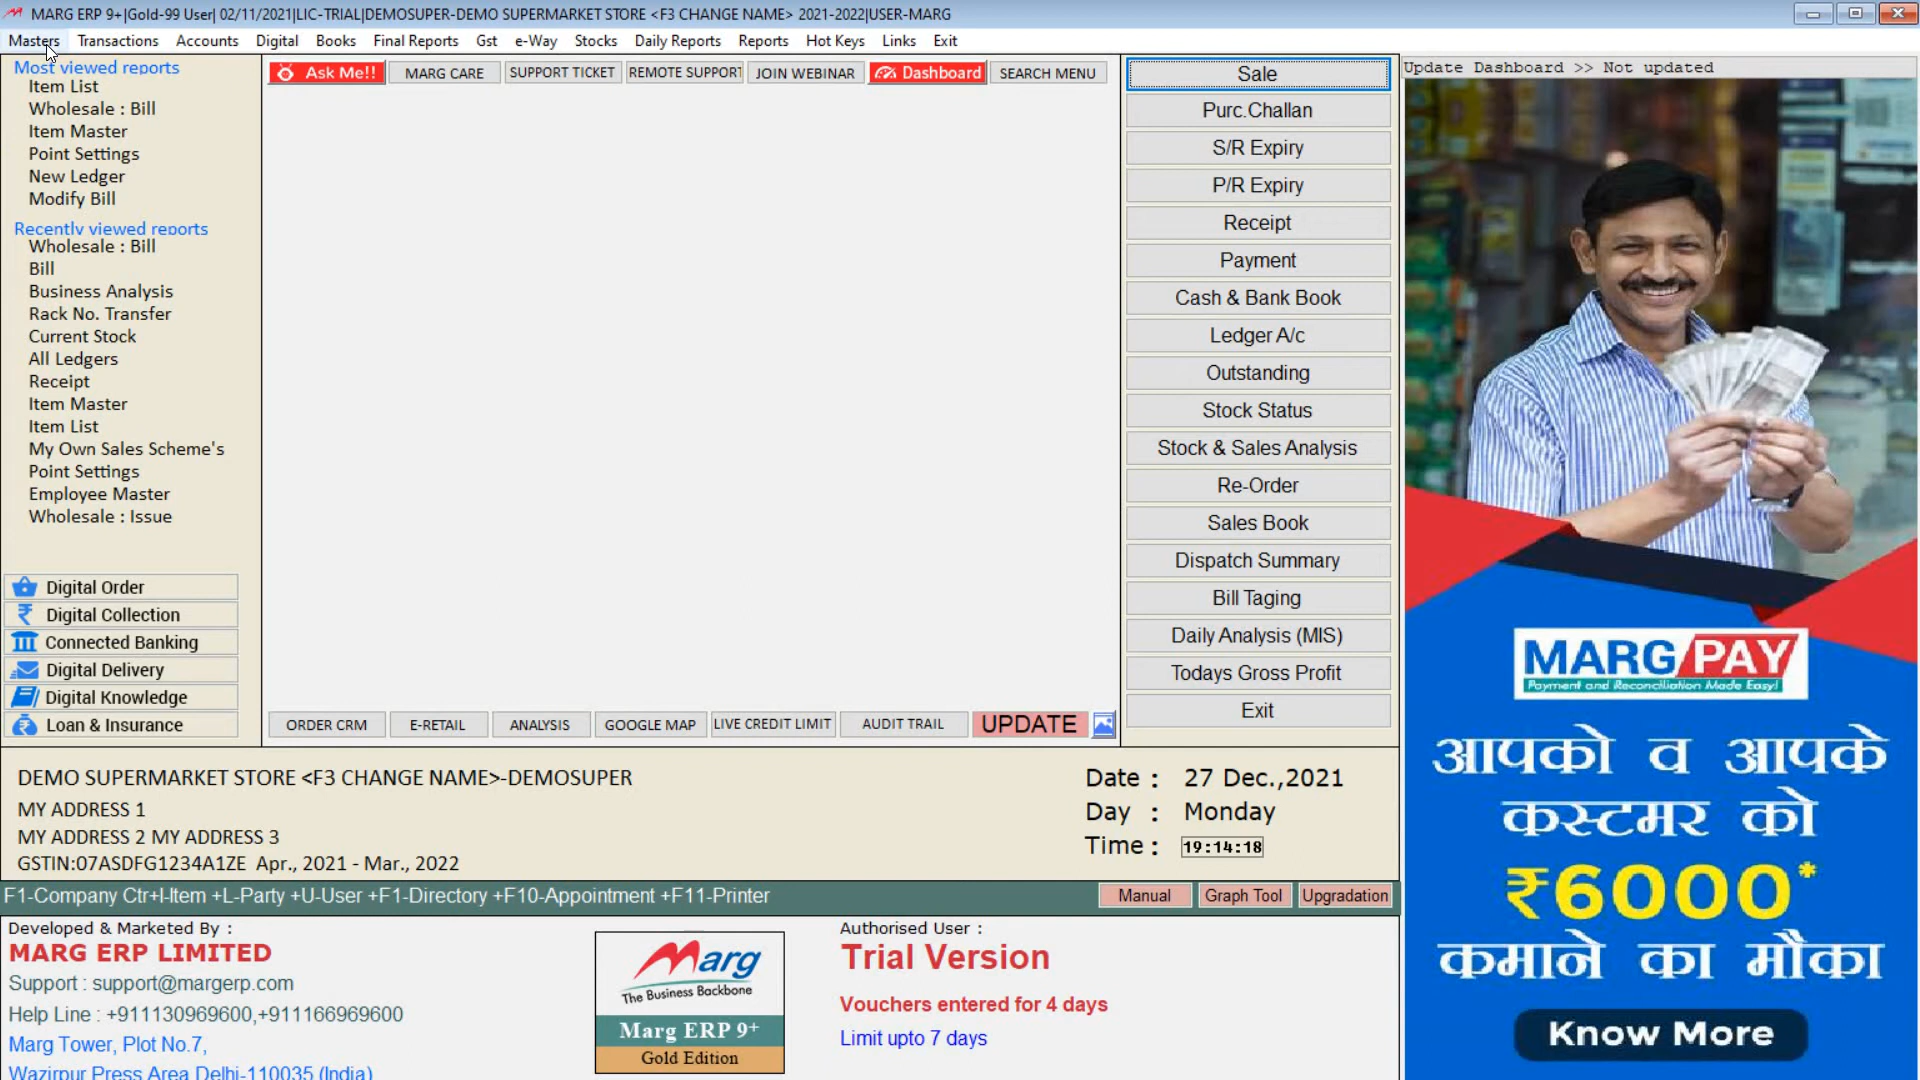 MARG ERP 9+|Gold-99 User| 02/11/2021|LIC-TRIAL|DEMOSUPER-DEMO SUPERMARKET STORE <F3 CHANGE NAME> 2021-2022|USER-MARG
Masters Transactions Accounts Digital Books Final Reports Gst e-Way Stocks Daily Reports Reports Hot Keys Links Exit
Most viewed reports
Item List
Wholesale : Bill
Item Master
Point Settings
New Ledger
Modify Bill
Recently viewed reports
Wholesale : Bill
Bill
Business Analysis
Rack No. Transfer
Current Stock
All Ledgers
Receipt
Item Master
Item List
My Own Sales Scheme's
Point Settings
Employee Master
Wholesale : Issue
Digital Order
Digital Collection
Connected Banking
Digital Delivery
Digital Knowledge
Loan & Insurance
Ask Me!! MARG CARE SUPPORT TICKET REMOTE SUPPORT JOIN WEBINAR Dashboard SEARCH MENU
ORDER CRM E-RETAIL ANALYSIS GOOGLE MAP LIVE CREDIT LIMIT AUDIT TRAIL UPDATE
Sale
Purc.Challan
S/R Expiry
P/R Expiry
Receipt
Payment
Cash & Bank Book
Ledger A/c
Outstanding
Stock Status
Stock & Sales Analysis
Re-Order
Sales Book
Dispatch Summary
Bill Taging
Daily Analysis (MIS)
Todays Gross Profit
Exit
Update Dashboard >> Not updated
MARG PAY
Payment and Reconciliation Made Easy!
आपको व आपके
कस्टमर को
₹6000*
कमाने का मौका
Know More
DEMO SUPERMARKET STORE <F3 CHANGE NAME>-DEMOSUPER
MY ADDRESS 1
MY ADDRESS 2 MY ADDRESS 3
GSTIN:07ASDFG1234A1ZE Apr., 2021 - Mar., 2022
Date : 27 Dec.,2021
Day : Monday
Time : 19:14:18
F1-Company Ctr+I-Item +L-Party +U-User +F1-Directory +F10-Appointment +F11-Printer
Manual Graph Tool Upgradation
Developed & Marketed By :
MARG ERP LIMITED
Support : support@margerp.com
Help Line : +911130969600,+911166969600
Marg Tower, Plot No.7,
Wazirpur Press Area Delhi-110035 (India)
Marg
The Business Backbone
Marg ERP 9+
Gold Edition
Authorised User :
Trial Version
Vouchers entered for 4 days
Limit upto 7 days